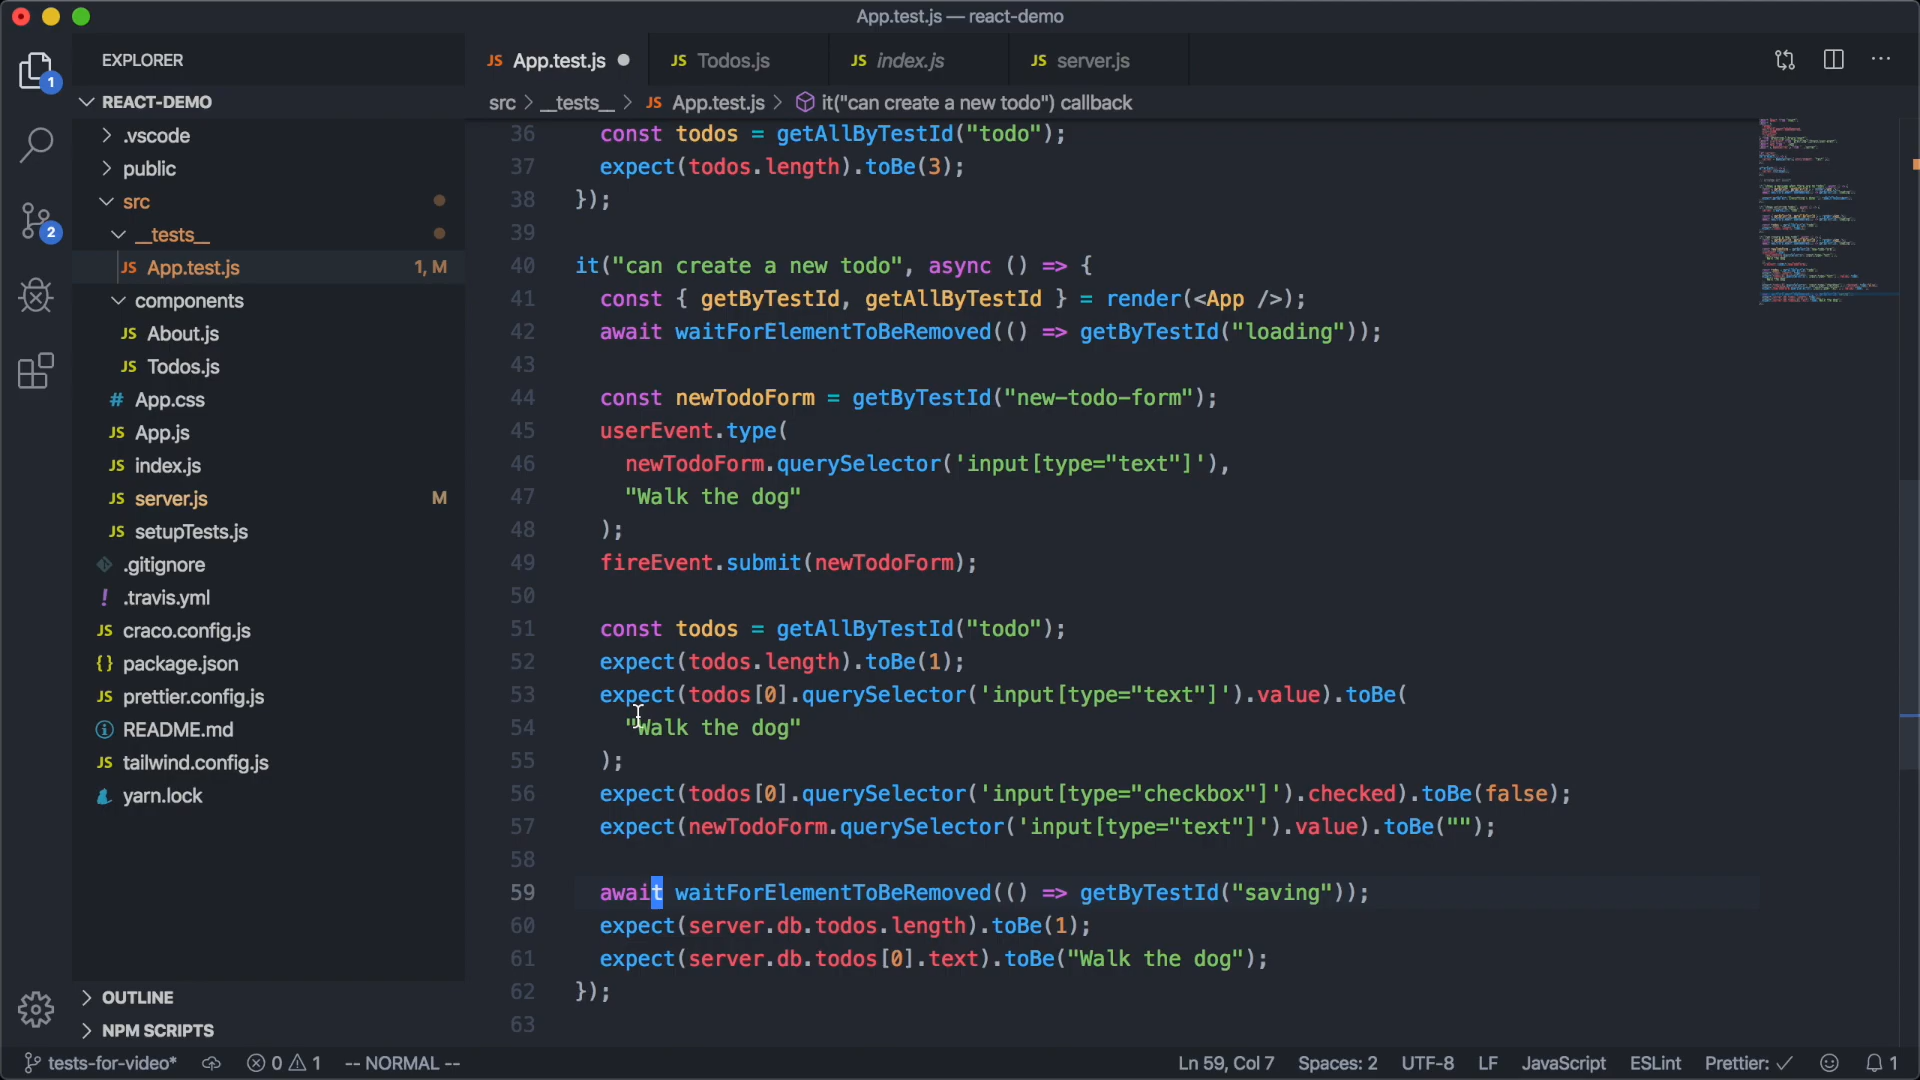 App.test.js — react-demo
EXPLORER
JS App.test.js
JS Todos.js
JS index.js
JS server.js
1
REACT-DEMO
src > __tests__ > JS App.test.js > it("can create a new todo") callback
.vscode
public
src
__tests__
JS App.test.js 1, M
components
JS About.js
JS Todos.js
# App.css
JS App.js
JS index.js
JS server.js M
JS setupTests.js
.gitignore
! .travis.yml
JS craco.config.js
{} package.json
JS prettier.config.js
README.md
JS tailwind.config.js
yarn.lock
2
OUTLINE
NPM SCRIPTS
36 const todos = getAllByTestId("todo");
37 expect(todos.length).toBe(3);
38 });
39
40 it("can create a new todo", async () => {
41 const { getByTestId, getAllByTestId } = render(<App />);
42 await waitForElementToBeRemoved(() => getByTestId("loading"));
43
44 const newTodoForm = getByTestId("new-todo-form");
45 userEvent.type(
46 newTodoForm.querySelector('input[type="text"]'),
47 "Walk the dog"
48 );
49 fireEvent.submit(newTodoForm);
50
51 const todos = getAllByTestId("todo");
52 expect(todos.length).toBe(1);
53 expect(todos[0].querySelector('input[type="text"]').value).toBe(
54 "Walk the dog"
55 );
56 expect(todos[0].querySelector('input[type="checkbox"]').checked).toBe(false);
57 expect(newTodoForm.querySelector('input[type="text"]').value).toBe("");
58
59 await waitForElementToBeRemoved(() => getByTestId("saving"));
60 expect(server.db.todos.length).toBe(1);
61 expect(server.db.todos[0].text).toBe("Walk the dog");
62 });
63
tests-for-video* 0 1 -- NORMAL -- Ln 59, Col 7 Spaces: 2 UTF-8 LF JavaScript ESLint Prettier: ✓ 1